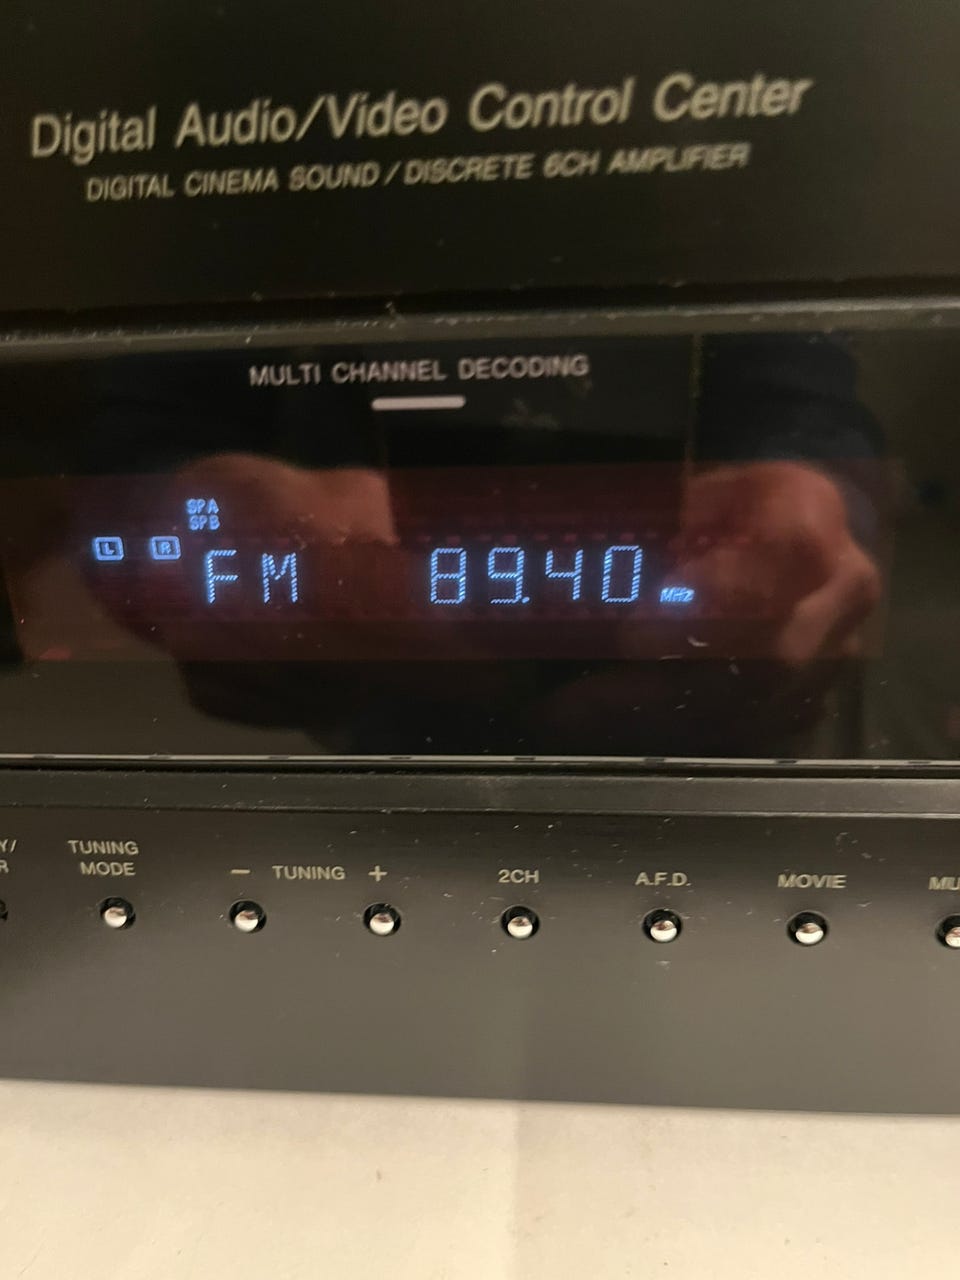 Digital Audio/Video Control Center
DIGITAL CINEMA SOUND / DISCRETE 6CH AMPLIFIER
MULTI CHANNEL DECODING
SP A
SP B
L R
FM 89.40 MHz
TUNING MODE
− TUNING +
2CH
A.F.D.
MOVIE